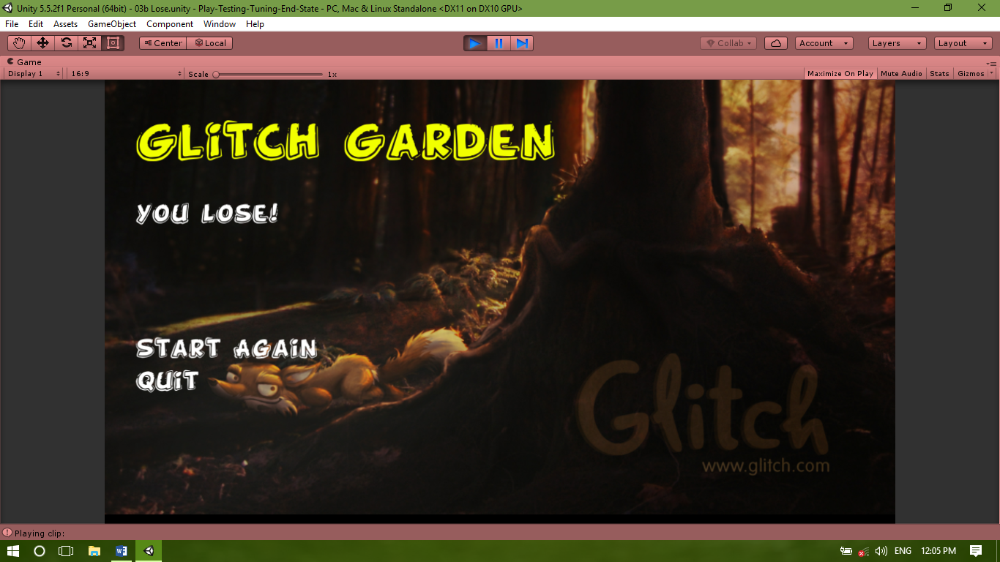 Unity 5.5.2f1 Personal (64bit) - 03b Lose.unity - Play-Testing-Tuning-End-State - PC, Mac & Linux Standalone <DX11 on DX10 GPU>
File Edit Assets GameObject Component Window Help
Center Local Collab Account Layers Layout
Game
Display 1 16:9 Scale 1x Maximize On Play Mute Audio Stats Gizmos
GLiTCH GARDEN
YOU LOSE!
START AGAiN
QUiT
Glitch
www.glitch.com
Playing clip:
ENG 12:05 PM